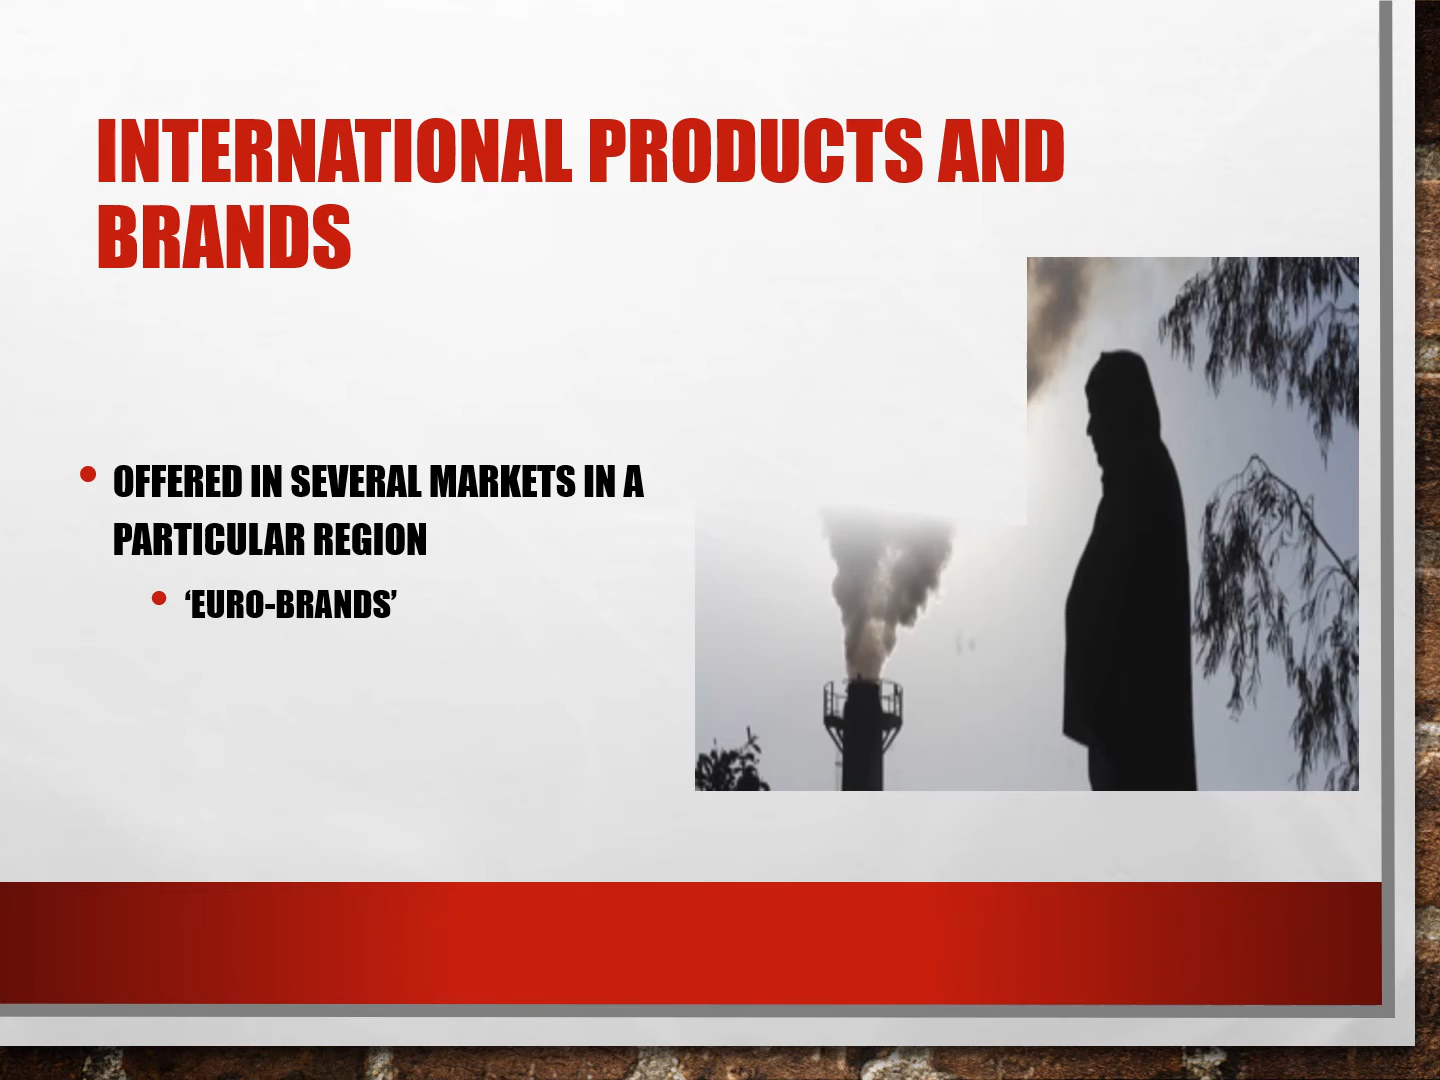 INTERNATIONAL PRODUCTS AND
BRANDS
• OFFERED IN SEVERAL MARKETS IN A
PARTICULAR REGION
• ‘EURO-BRANDS’